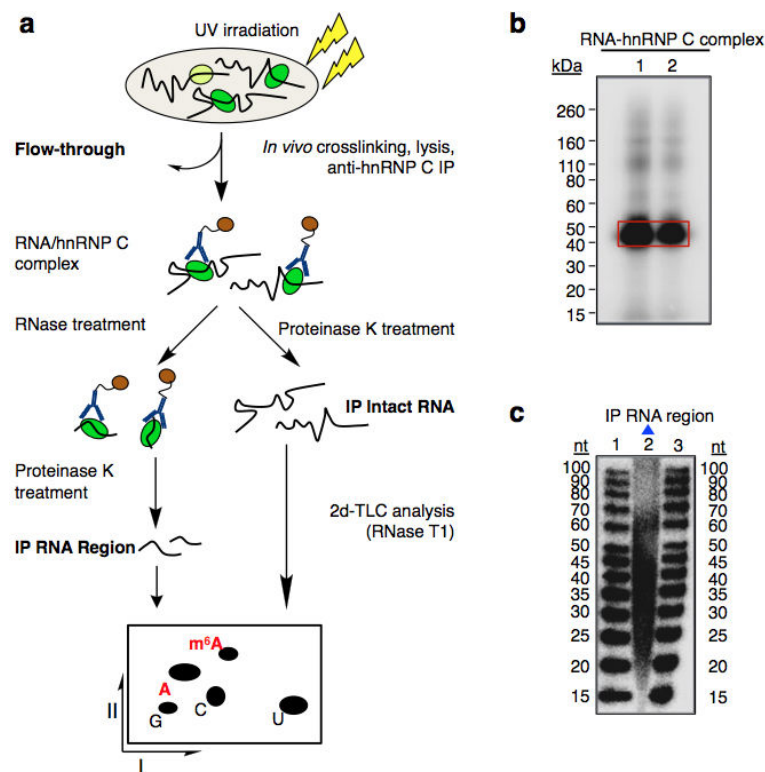 a
UV irradiation
Flow-through
In vivo crosslinking, lysis,
anti-hnRNP C IP
RNA/hnRNP C
complex
RNase treatment
Proteinase K treatment
IP Intact RNA
Proteinase K
treatment
2d-TLC analysis
(RNase T1)
IP RNA Region
m⁶A
A
G
C
U
II
I
b
RNA-hnRNP C complex
kDa
1 2
260
160
110
80
60
50
40
30
20
15
c
IP RNA region
nt 1 2 3 nt
100 100
90 90
80 80
70 70
60 60
50 50
45 45
40 40
35 35
30 30
25 25
20 20
15 15